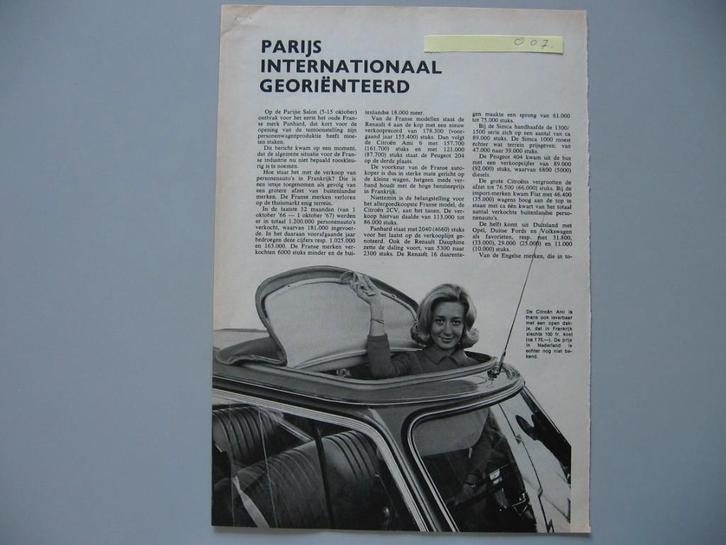 007.
PARIJS
INTERNATIONAAL
GEORIËNTEERD
Op de Parijse Salon (5-15 oktober)
ontbrak voor het eerst het oude Fran-
se merk Panhard, dat kort voor de
opening van de tentoonstelling zijn
personenwagenproduktie heeft moe-
ten staken.
Dit bericht kwam op een moment,
dat de algemene situatie voor de Fran-
se industrie nu niet bepaald rooskleu-
rig is te noemen.
Hoe staat het met de verkoop van
personenauto's in Frankrijk? Die is
een ietsje toegenomen als gevolg van
een grotere afzet van buitenlandse
merken. De Franse merken verloren
op de thuismarkt enig terrein.
In de laatste 12 maanden (van 1
oktober '66 — 1 oktober '67) werden
er in totaal 1.200.000 personenauto's
verkocht, waarvan 181.000 ingevoer-
de. In het daaraan voorafgaande jaar
bedroegen deze cijfers resp. 1.025.000
en 163.000. De Franse merken ver-
kochten 6000 stuks minder en de bui-
tenlandse 18.000 meer.
Van de Franse modellen staat de
Renault 4 aan de kop met een nieuw
verkooprecord van 178.300 (voor-
gaand jaar 155.400) stuks. Dan volgt
de Citroën Ami 6 met 157.700
(161.700) stuks en met 121.000
(87.700) stuks staat de Peugeot 204
op de derde plaats.
De voorkeur van de Franse auto-
koper is dus in sterke mate gericht op
de kleine wagen, hetgeen mede ver-
band houdt met de hoge benzineprijs
in Frankrijk.
Niettemin is de belangstelling voor
het allergoedkoopste Franse model, de
Citroën 2CV, aan het tanen. De ver-
koop hiervan daalde van 113.000 tot
86.000 stuks.
Panhard staat met 2040 (4660) stuks
voor het laatst op de verkooplijst ge-
noteerd. Ook de Renault Dauphine
zette de daling voort, van 5300 naar
2300 stuks. De Renault 16 daarente-
gen maakte een sprong van 61.000
tot 75.000 stuks.
Bij de Simca handhaafde de 1300/
1500 serie zich op een aantal van ca
89.000 stuks. De Simca 1000 moest
echter wat terrein prijsgeven: van
47.000 naar 39.000 stuks.
De Peugeot 404 kwam uit de bus
met een verkoopcijfer van 89.000
(92.000) stuks, waarvan 6800 (5000)
diesels.
De grote Citroëns vergrootten de
afzet tot 76.500 (66.000) stuks. Bij de
import-merken kwam Fiat met 46.400
(35.000) wagens hoog aan de top te
staan met ca één kwart van het totaal
aantal verkochte buitenlandse perso-
nenauto's.
De helft komt uit Duitsland met
Opel, Duitse Fords en Volkswagen
als favorieten, resp. met 31.800,
(33.000), 29.000 (25.000) en 11.000
(10.000) stuks.
Van de Engelse merken, die in to-
De Citroën Ami is
thans ook leverbaar
met een open dak-
je, dat in Frankrijk
slechts 100 fr. kost
(ca f 75,—). De prijs
in Nederland is
echter nog niet be-
kend.